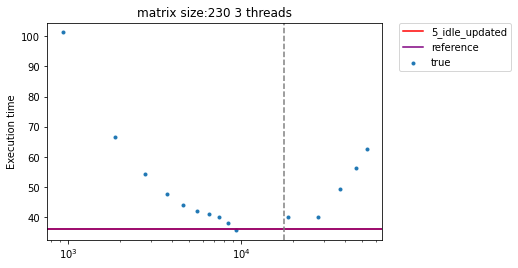 matrix size:230 3 threads
5_idle_updated
reference
true
Execution time
100
90
80
70
60
50
40
10³
10⁴